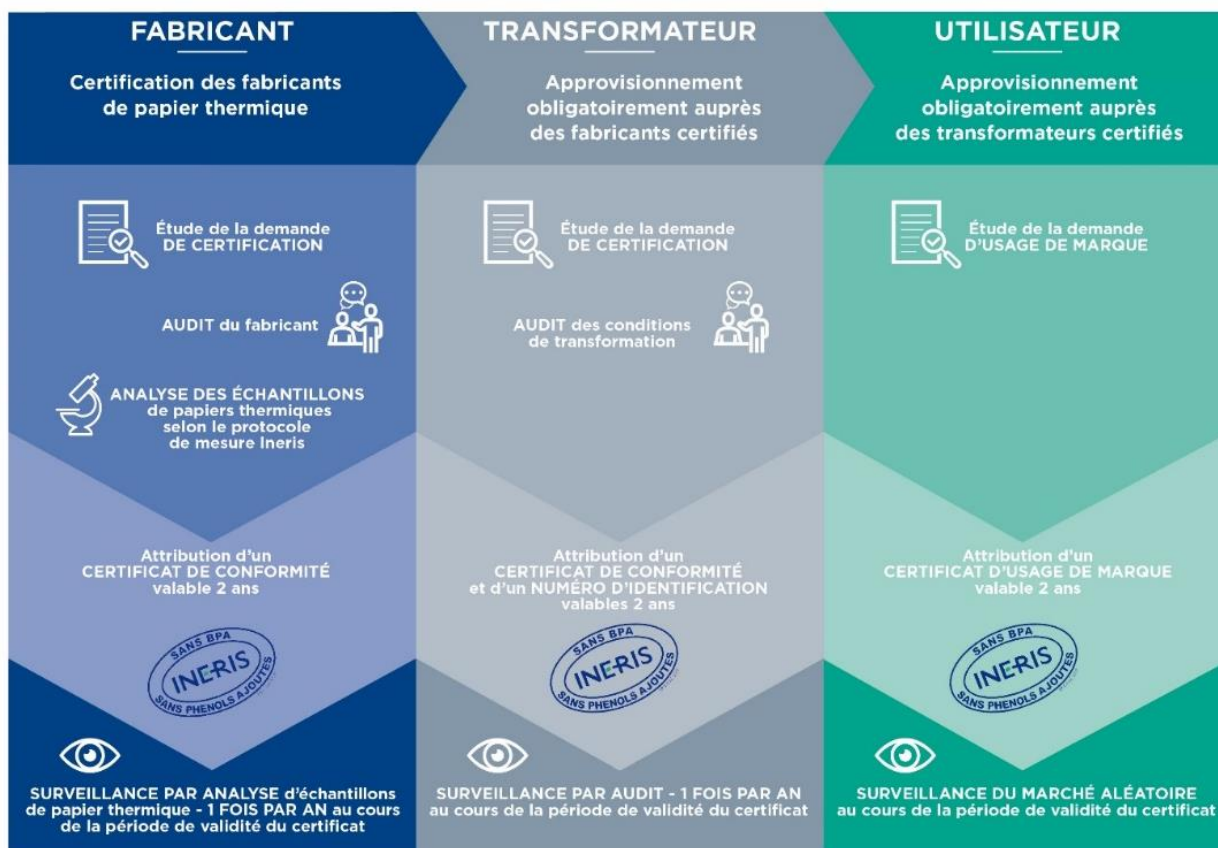 FABRICANT
Certification des fabricants
de papier thermique
Étude de la demande
DE CERTIFICATION
AUDIT du fabricant
ANALYSE DES ÉCHANTILLONS
de papiers thermiques
selon le protocole
de mesure Ineris
Attribution d'un
CERTIFICAT DE CONFORMITÉ
valable 2 ans
SANS BPA
INERIS
SANS PHENOLS AJOUTES
SURVEILLANCE PAR ANALYSE d'échantillons
de papier thermique - 1 FOIS PAR AN au cours
de la période de validité du certificat
TRANSFORMATEUR
Approvisionnement
obligatoirement auprès
des fabricants certifiés
Étude de la demande
DE CERTIFICATION
AUDIT des conditions
de transformation
Attribution d'un
CERTIFICAT DE CONFORMITÉ
et d'un NUMÉRO D'IDENTIFICATION
valables 2 ans
SANS BPA
INERIS
SANS PHENOLS AJOUTES
SURVEILLANCE PAR AUDIT - 1 FOIS PAR AN
au cours de la période de validité du certificat
UTILISATEUR
Approvisionnement
obligatoirement auprès
des transformateurs certifiés
Étude de la demande
D'USAGE DE MARQUE
Attribution d'un
CERTIFICAT D'USAGE DE MARQUE
valable 2 ans
SANS BPA
INERIS
SANS PHENOLS AJOUTES
SURVEILLANCE DU MARCHÉ ALÉATOIRE
au cours de la période de validité du certificat